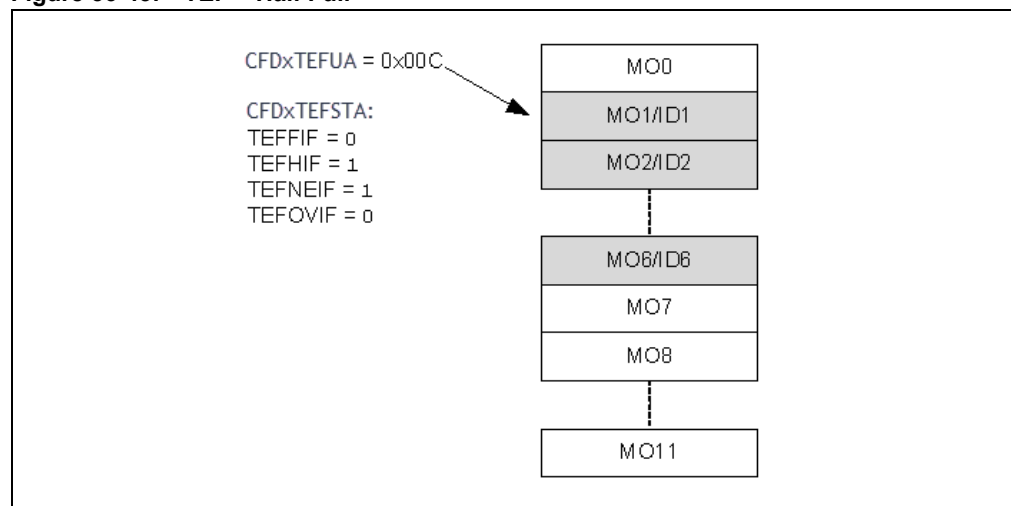 CFDxTEFUA = 0x00C
CFDxTEFSTA:
TEFFIF = 0
TEFHIF = 1
TEFNEIF = 1
TEFOVIF = 0
MO0
MO1/ID1
MO2/ID2
MO6/ID6
MO7
MO8
MO11